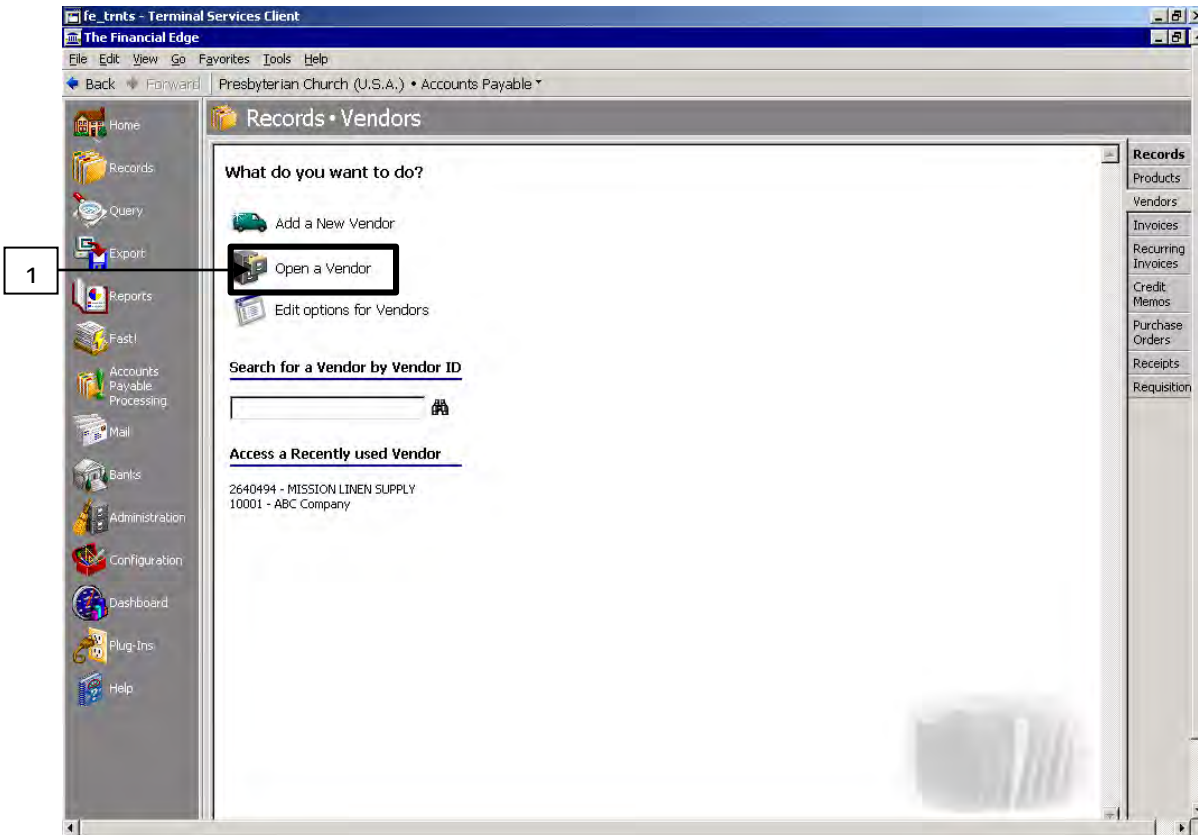 fe_trnts - Terminal Services Client
The Financial Edge
File Edit View Go Favorites Tools Help
Back Forward Presbyterian Church (U.S.A.) • Accounts Payable
Records • Vendors
Home
Records
Query
Export
Reports
Fast!
Accounts
Payable
Processing
Mail
Banks
Administration
Configuration
Dashboard
Plug-Ins
Help
1
What do you want to do?
Add a New Vendor
Open a Vendor
Edit options for Vendors
Search for a Vendor by Vendor ID
Access a Recently used Vendor
2640494 - MISSION LINEN SUPPLY
10001 - ABC Company
Records
Products
Vendors
Invoices
Recurring
Invoices
Credit
Memos
Purchase
Orders
Receipts
Requisition